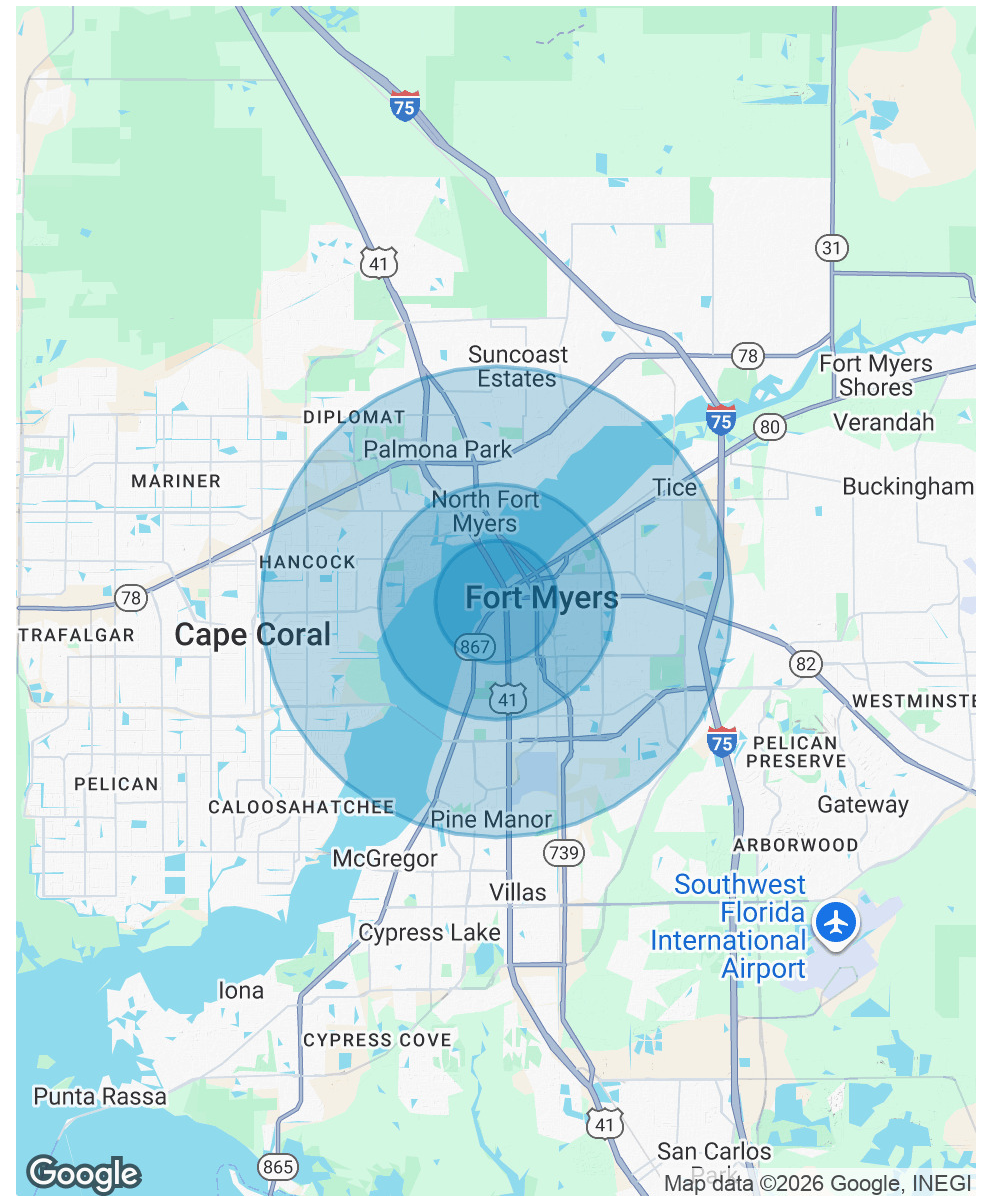 75
41
31
Suncoast
Estates
78
Fort Myers
Shores
DIPLOMAT
75
80
Verandah
Palmona Park
MARINER
Tice
Buckingham
North Fort
Myers
HANCOCK
78
Fort Myers
TRAFALGAR
Cape Coral
867
82
41
WESTMINSTE
75
PELICAN
PRESERVE
PELICAN
CALOOSAHATCHEE
Gateway
Pine Manor
ARBORWOOD
McGregor
739
Villas
Southwest
Florida
International
Airport
Cypress Lake
Iona
CYPRESS COVE
Punta Rassa
41
San Carlos
Park
865
Google
Map data ©2026 Google, INEGI